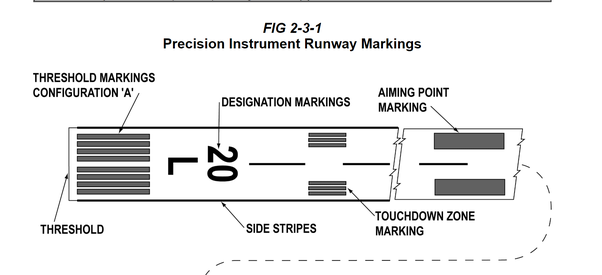 FIG 2-3-1
Precision Instrument Runway Markings
THRESHOLD MARKINGS
CONFIGURATION 'A'
DESIGNATION MARKINGS
AIMING POINT
MARKING
20
L
THRESHOLD
SIDE STRIPES
TOUCHDOWN ZONE
MARKING